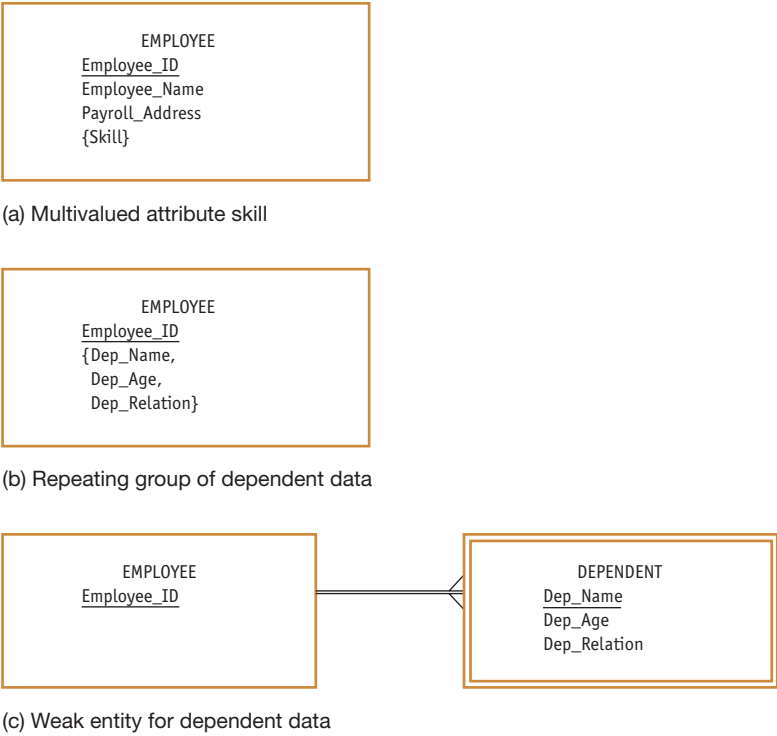 EMPLOYEE
Employee_ID
Employee_Name
Payroll_Address
{Skill}
(a) Multivalued attribute skill
EMPLOYEE
Employee_ID
{Dep_Name,
Dep_Age,
Dep_Relation}
(b) Repeating group of dependent data
EMPLOYEE
Employee_ID
DEPENDENT
Dep_Name
Dep_Age
Dep_Relation
(c) Weak entity for dependent data